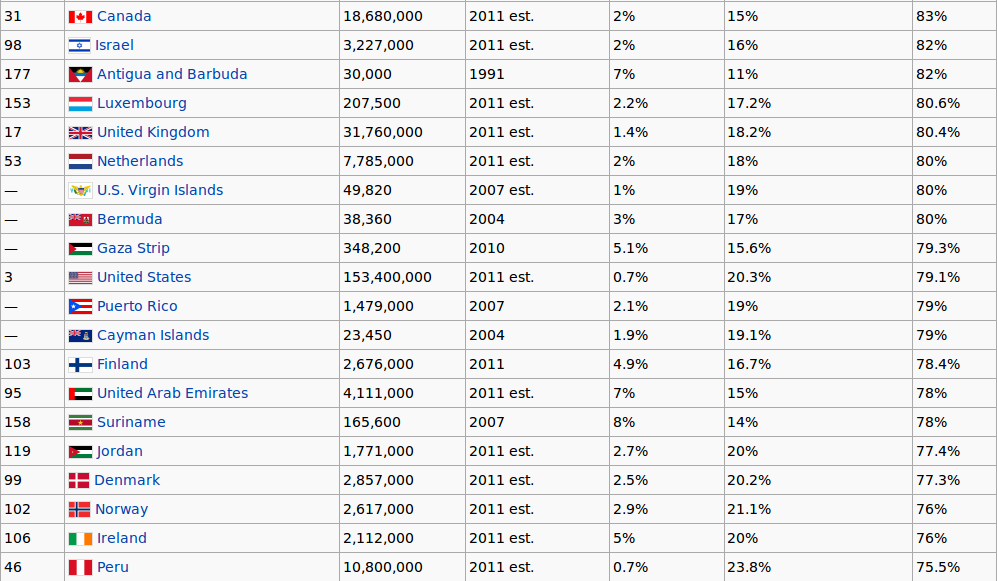 31 Canada 18,680,000 2011 est. 2% 15% 83%
98 Israel 3,227,000 2011 est. 2% 16% 82%
177 Antigua and Barbuda 30,000 1991 7% 11% 82%
153 Luxembourg 207,500 2011 est. 2.2% 17.2% 80.6%
17 United Kingdom 31,760,000 2011 est. 1.4% 18.2% 80.4%
53 Netherlands 7,785,000 2011 est. 2% 18% 80%
— U.S. Virgin Islands 49,820 2007 est. 1% 19% 80%
— Bermuda 38,360 2004 3% 17% 80%
— Gaza Strip 348,200 2010 5.1% 15.6% 79.3%
3 United States 153,400,000 2011 est. 0.7% 20.3% 79.1%
— Puerto Rico 1,479,000 2007 2.1% 19% 79%
— Cayman Islands 23,450 2004 1.9% 19.1% 79%
103 Finland 2,676,000 2011 4.9% 16.7% 78.4%
95 United Arab Emirates 4,111,000 2011 est. 7% 15% 78%
158 Suriname 165,600 2007 8% 14% 78%
119 Jordan 1,771,000 2011 est. 2.7% 20% 77.4%
99 Denmark 2,857,000 2011 est. 2.5% 20.2% 77.3%
102 Norway 2,617,000 2011 est. 2.9% 21.1% 76%
106 Ireland 2,112,000 2011 est. 5% 20% 76%
46 Peru 10,800,000 2011 est. 0.7% 23.8% 75.5%